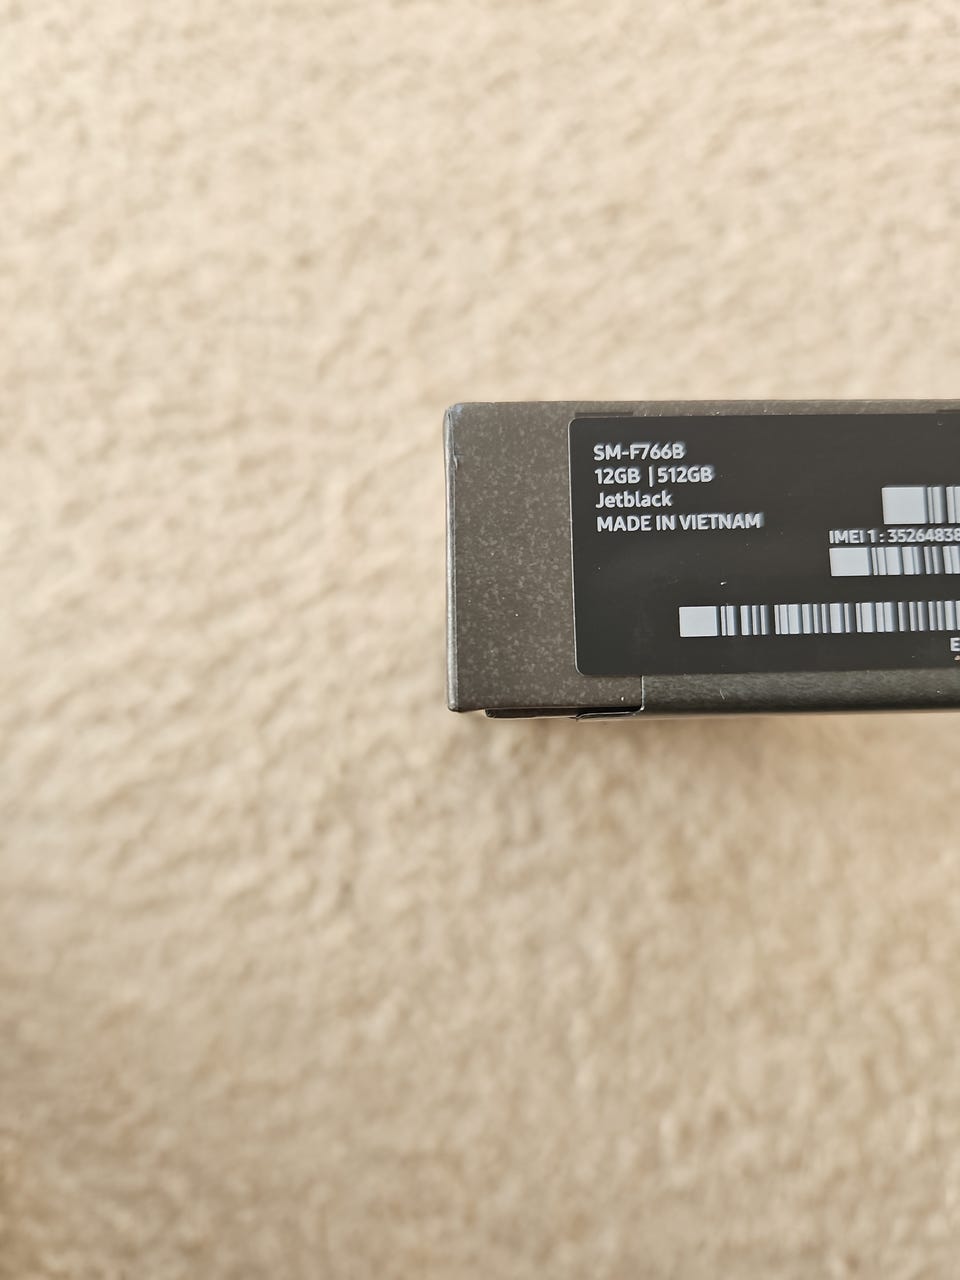 SM-F766B
12GB | 512GB
Jetblack
MADE IN VIETNAM
IMEI 1 : 35264838
E